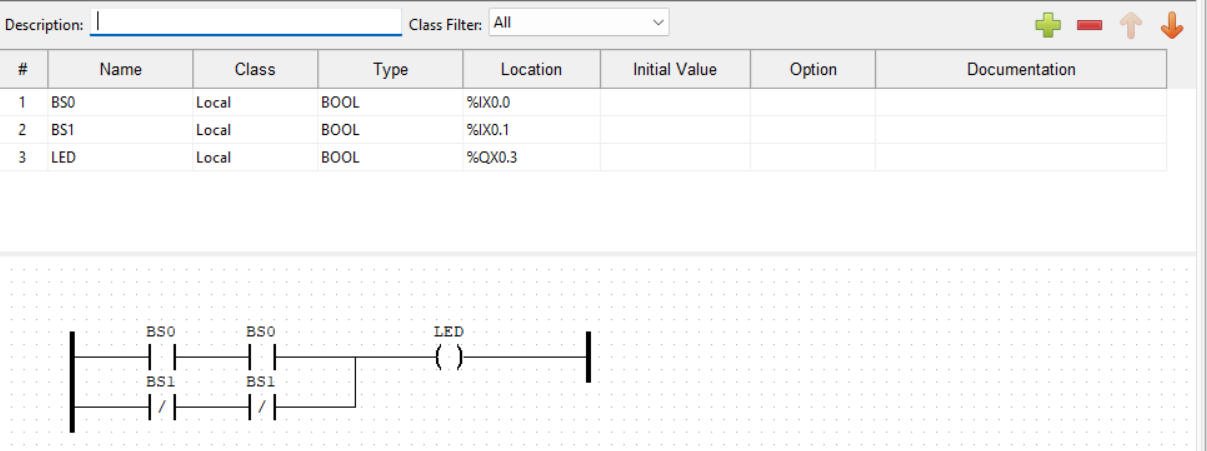 Description: Class Filter: All
# Name Class Type Location Initial Value Option Documentation
1 BS0 Local BOOL %IX0.0
2 BS1 Local BOOL %IX0.1
3 LED Local BOOL %QX0.3
BS0 BS0 LED
BS1 BS1
/ /